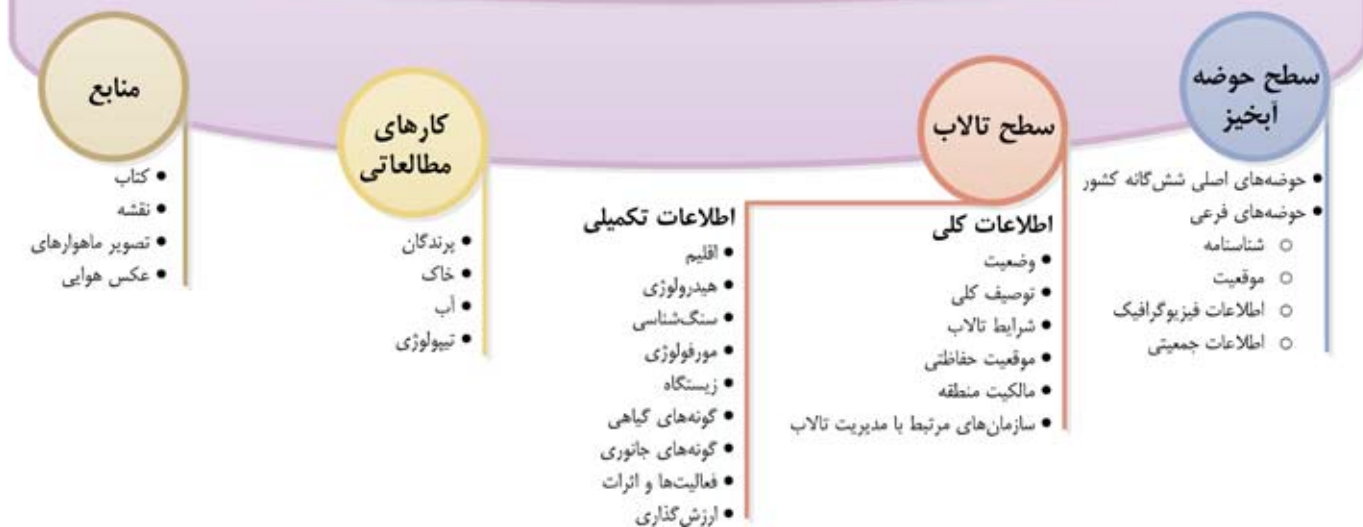 سطح حوضه
آبخیز
• حوضه‌های اصلی شش‌گانه کشور
• حوضه‌های فرعی
○ شناسنامه
○ موقعیت
○ اطلاعات فیزیوگرافیک
○ اطلاعات جمعیتی
سطح تالاب
اطلاعات کلی
• وضعیت
• توصیف کلی
• شرایط تالاب
• موقعیت حفاظتی
• مالکیت منطقه
• سازمان‌های مرتبط با مدیریت تالاب
اطلاعات تکمیلی
• اقلیم
• هیدرولوژی
• سنگ‌شناسی
• مورفولوژی
• زیستگاه
• گونه‌های گیاهی
• گونه‌های جانوری
• فعالیت‌ها و اثرات
• ارزش‌گذاری
کارهای
مطالعاتی
• پرندگان
• خاک
• آب
• تیپولوژی
منابع
• کتاب
• نقشه
• تصویر ماهوارهای
• عکس هوایی